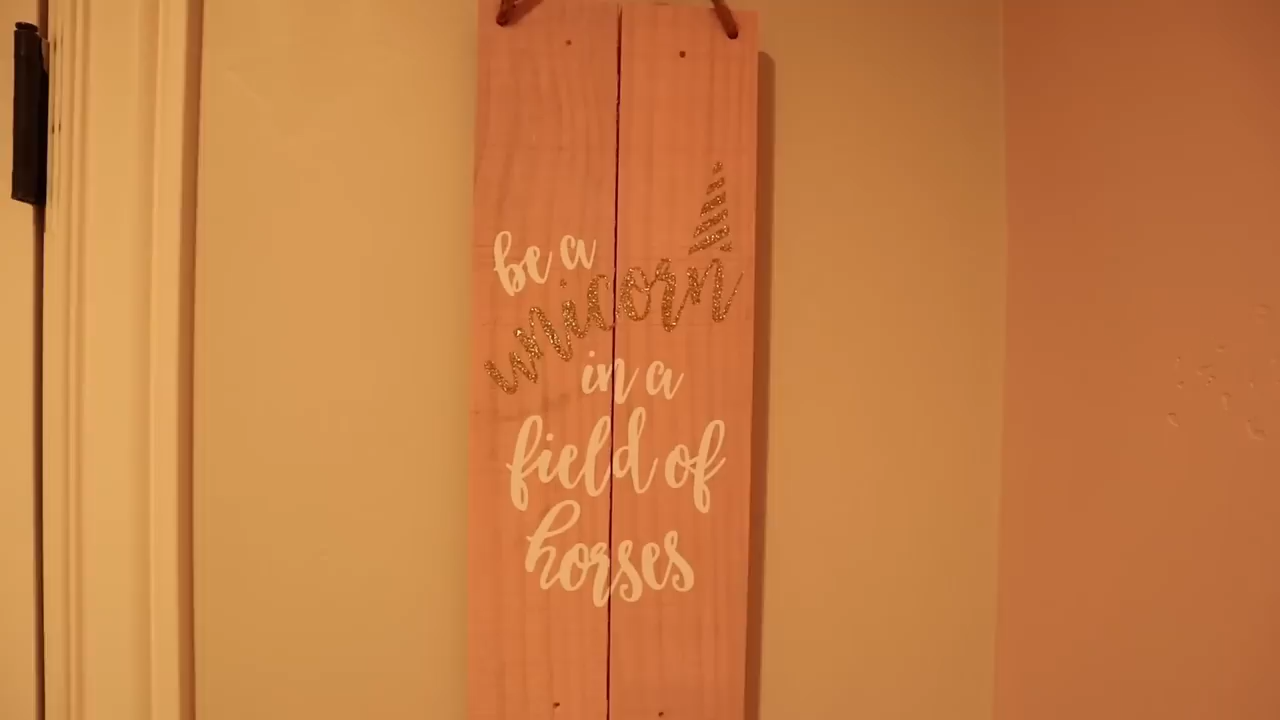 be a
unicorn
in a
field of
horses